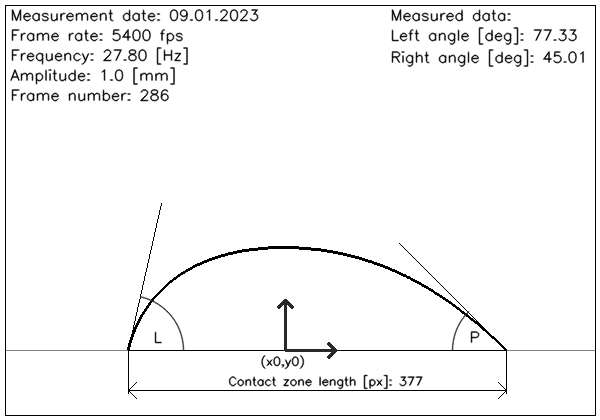 Measurement date: 09.01.2023
Frame rate: 5400 fps
Frequency: 27.80 [Hz]
Amplitude: 1.0 [mm]
Frame number: 286
Measured data:
Left angle [deg]: 77.33
Right angle [deg]: 45.01
L
P
(x0,y0)
Contact zone length [px]: 377